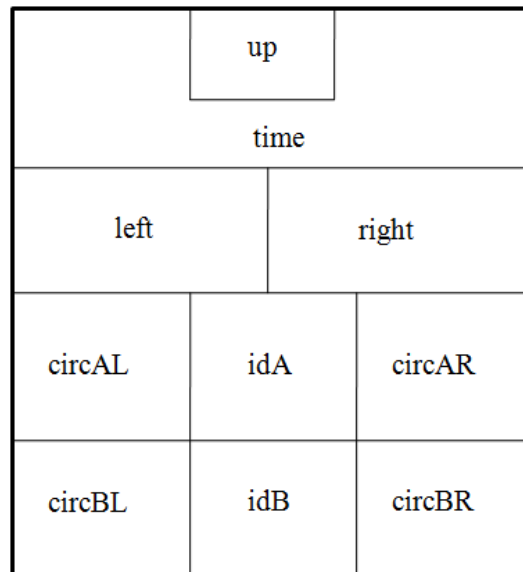 up
time
left right
circAL idA circAR
circBL idB circBR